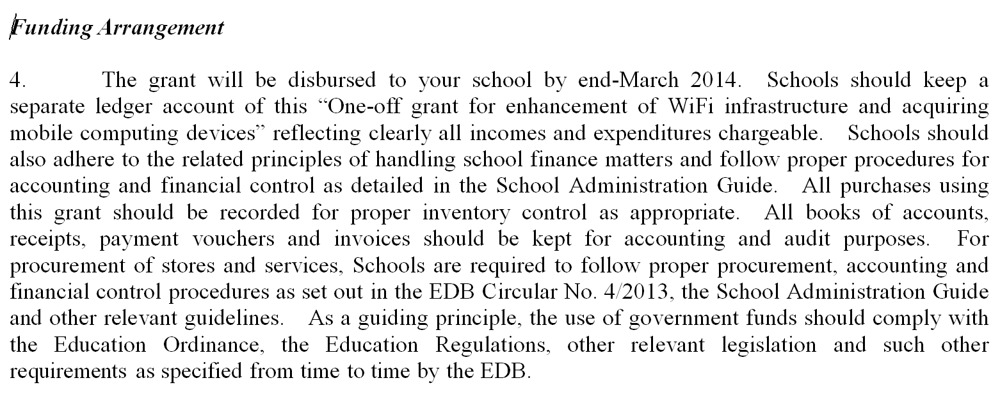 Funding Arrangement
4. The grant will be disbursed to your school by end-March 2014. Schools should keep a
separate ledger account of this “One-off grant for enhancement of WiFi infrastructure and acquiring
mobile computing devices” reflecting clearly all incomes and expenditures chargeable. Schools should
also adhere to the related principles of handling school finance matters and follow proper procedures for
accounting and financial control as detailed in the School Administration Guide. All purchases using
this grant should be recorded for proper inventory control as appropriate. All books of accounts,
receipts, payment vouchers and invoices should be kept for accounting and audit purposes. For
procurement of stores and services, Schools are required to follow proper procurement, accounting and
financial control procedures as set out in the EDB Circular No. 4/2013, the School Administration Guide
and other relevant guidelines. As a guiding principle, the use of government funds should comply with
the Education Ordinance, the Education Regulations, other relevant legislation and such other
requirements as specified from time to time by the EDB.